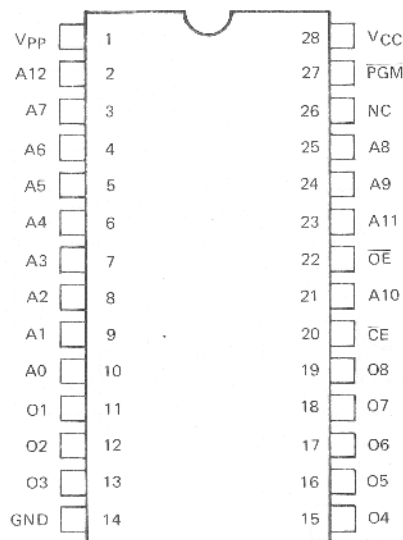 VPP 1 28 VCC
A12 2 27 PGM
A7 3 26 NC
A6 4 25 A8
A5 5 24 A9
A4 6 23 A11
A3 7 22 OE
A2 8 21 A10
A1 9 20 CE
A0 10 19 O8
O1 11 18 O7
O2 12 17 O6
O3 13 16 O5
GND 14 15 O4